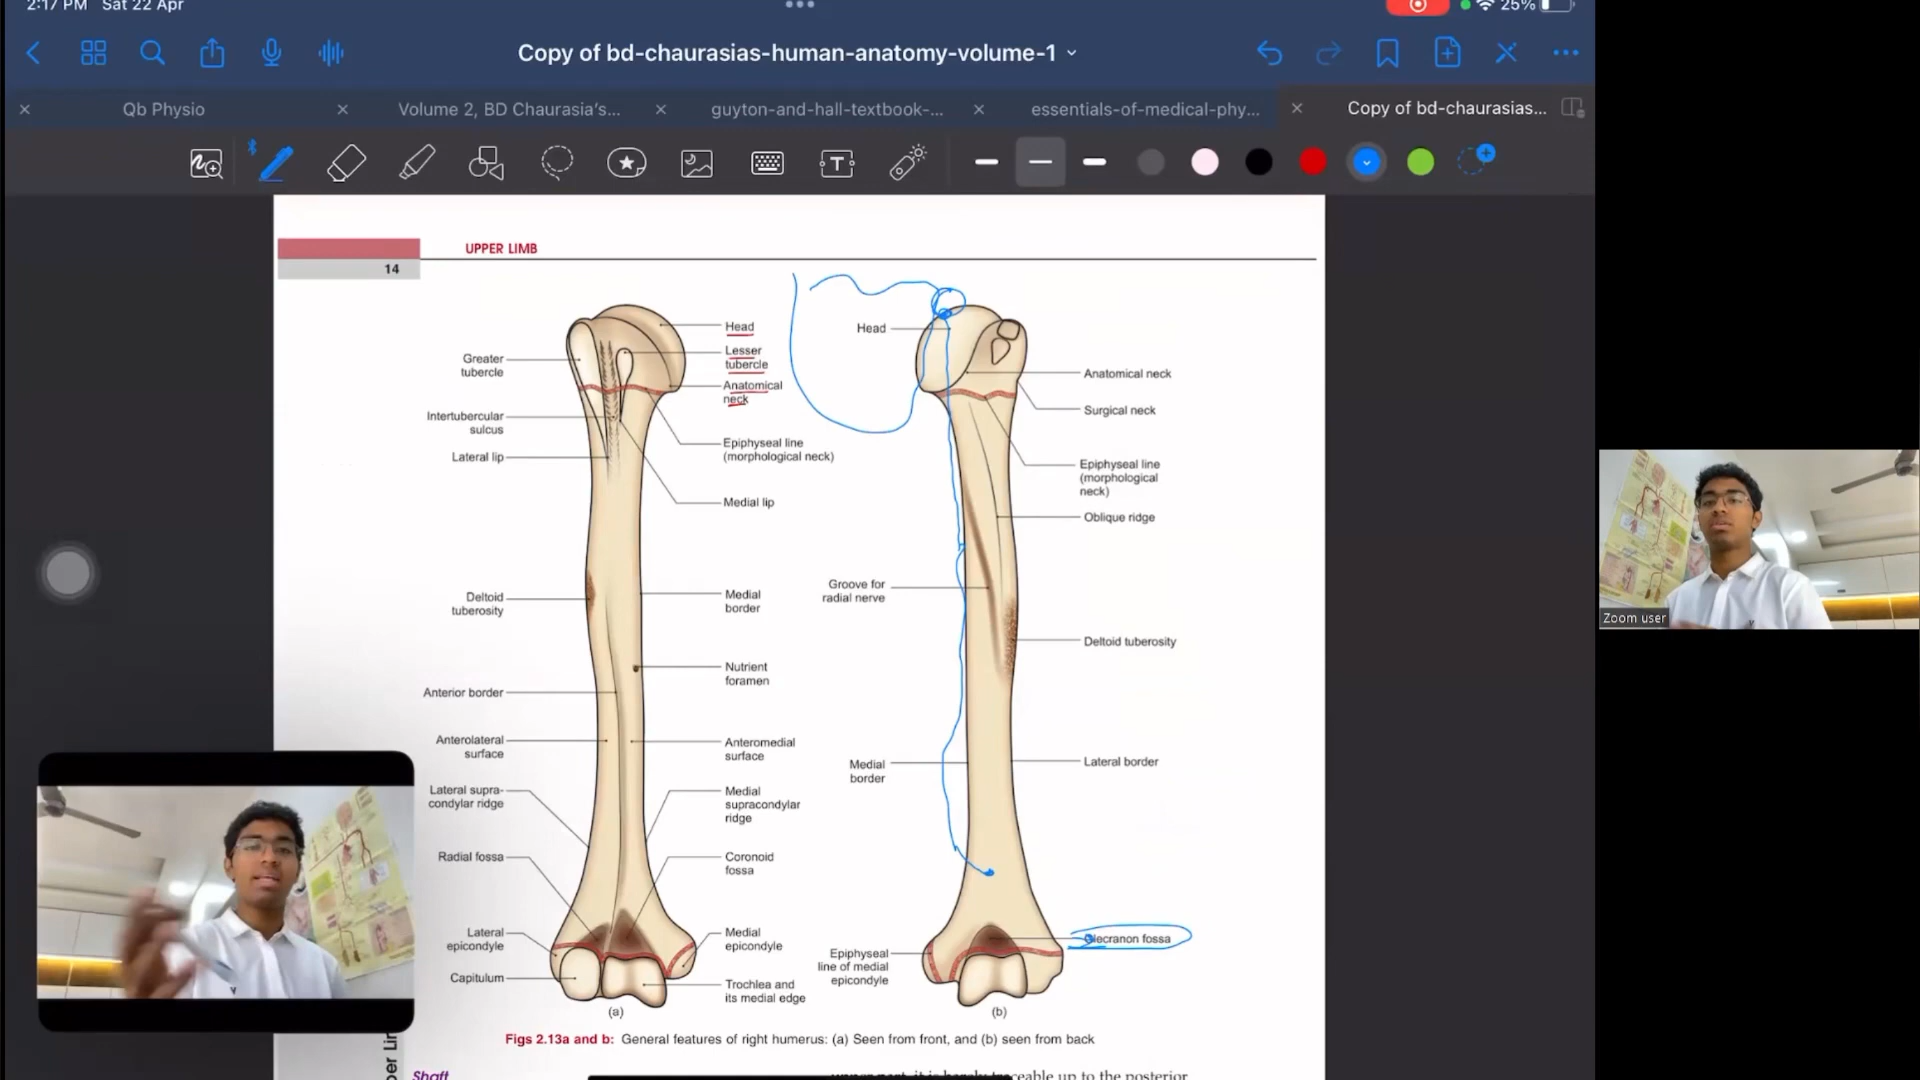 2:17 PM Sat 22 Apr
25%
Copy of bd-chaurasias-human-anatomy-volume-1
Qb Physio
Volume 2, BD Chaurasia's...
guyton-and-hall-textbook-...
essentials-of-medical-phy...
Copy of bd-chaurasias...
UPPER LIMB
14
Head
Lesser
tubercle
Anatomical
neck
Greater
tubercle
Intertubercular
sulcus
Lateral lip
Epiphyseal line
(morphological neck)
Medial lip
Deltoid
tuberosity
Medial
border
Nutrient
foramen
Anterior border
Anterolateral
surface
Anteromedial
surface
Lateral supra-
condylar ridge
Medial
supracondylar
ridge
Radial fossa
Coronoid
fossa
Lateral
epicondyle
Medial
epicondyle
Capitulum
Trochlea and
its medial edge
(a)
Head
Anatomical neck
Surgical neck
Epiphyseal line
(morphological
neck)
Oblique ridge
Groove for
radial nerve
Deltoid tuberosity
Medial
border
Lateral border
Olecranon fossa
Epiphyseal
line of medial
epicondyle
(b)
Figs 2.13a and b: General features of right humerus: (a) Seen from front, and (b) seen from back
Shaft
Zoom user